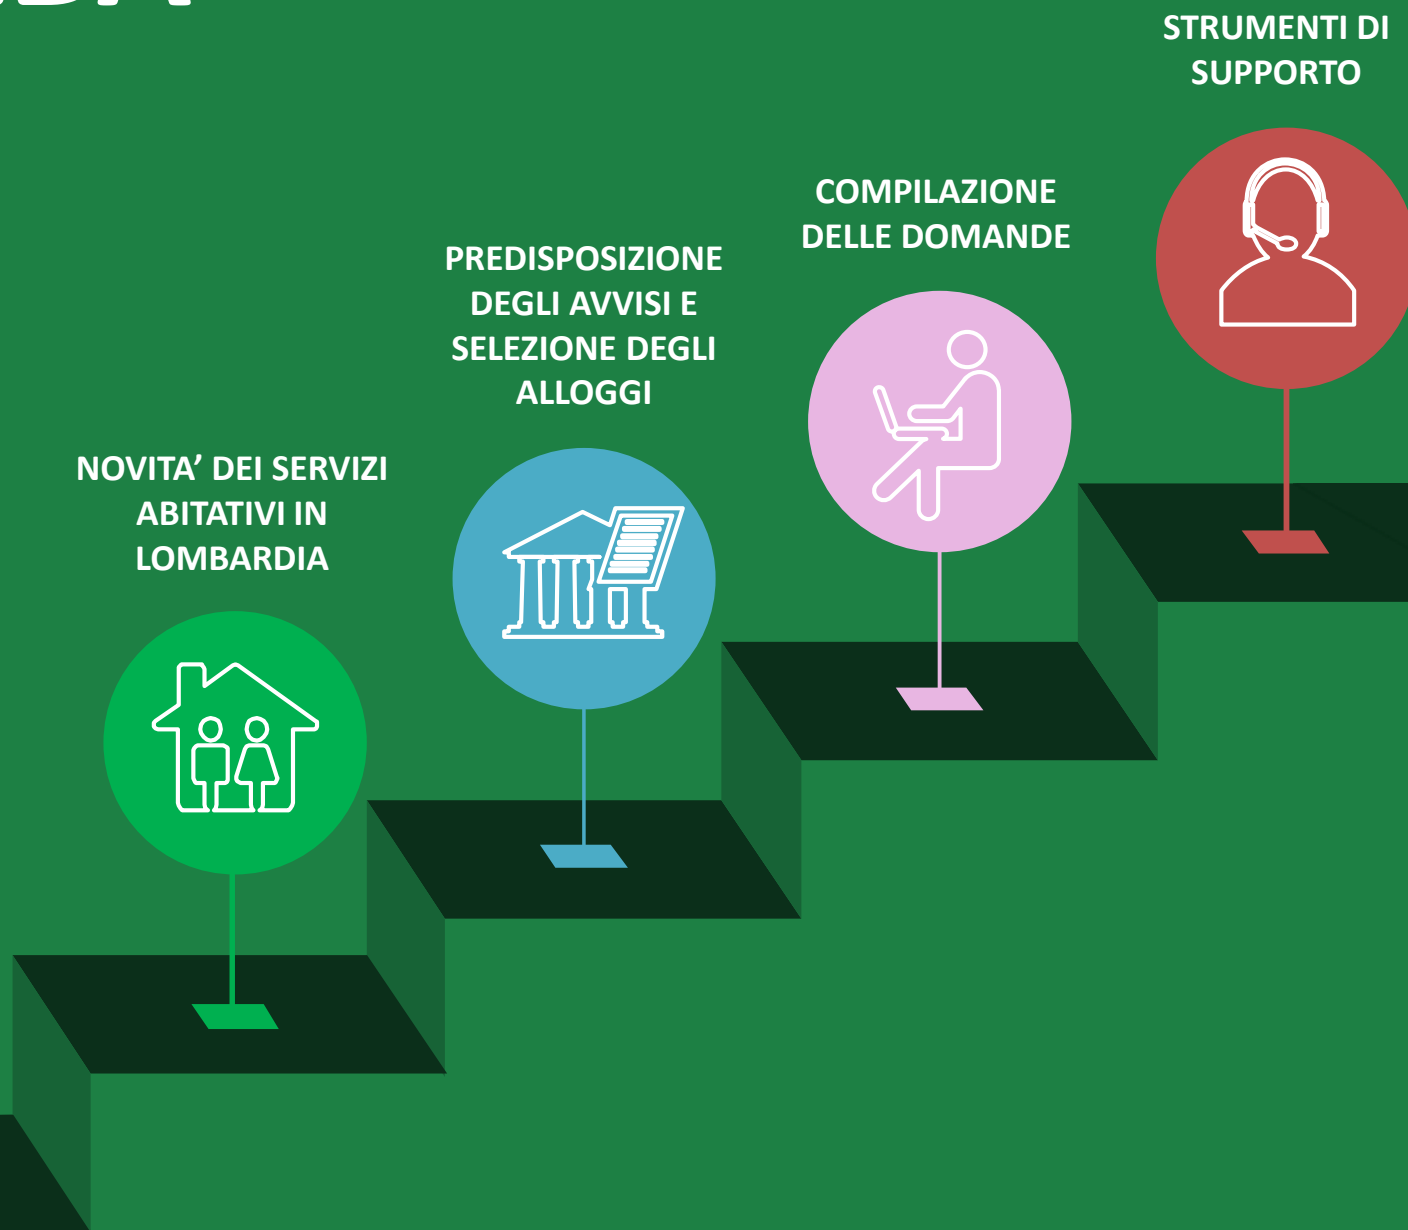 STRUMENTI DI
SUPPORTO
COMPILAZIONE
DELLE DOMANDE
PREDISPOSIZIONE
DEGLI AVVISI E
SELEZIONE DEGLI
ALLOGGI
NOVITA’ DEI SERVIZI
ABITATIVI IN
LOMBARDIA